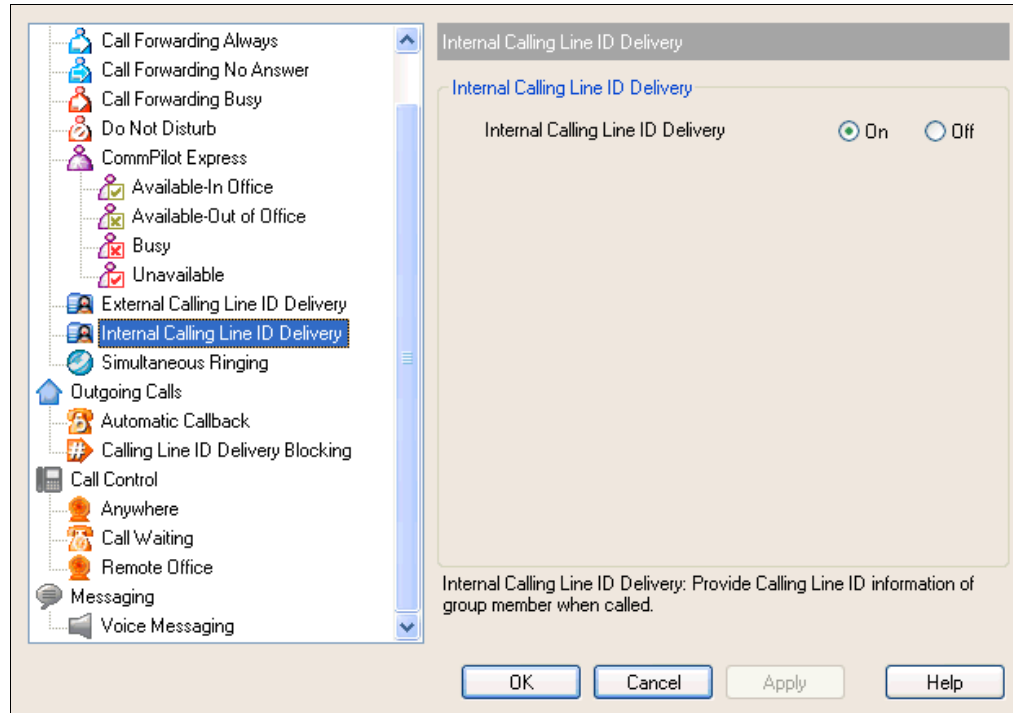 Call Forwarding Always
Call Forwarding No Answer
Call Forwarding Busy
Do Not Disturb
CommPilot Express
Available-In Office
Available-Out of Office
Busy
Unavailable
External Calling Line ID Delivery
Internal Calling Line ID Delivery
Simultaneous Ringing
Outgoing Calls
Automatic Callback
Calling Line ID Delivery Blocking
Call Control
Anywhere
Call Waiting
Remote Office
Messaging
Voice Messaging
Internal Calling Line ID Delivery
Internal Calling Line ID Delivery
Internal Calling Line ID Delivery On Off
Internal Calling Line ID Delivery: Provide Calling Line ID information of
group member when called.
OK Cancel Apply Help